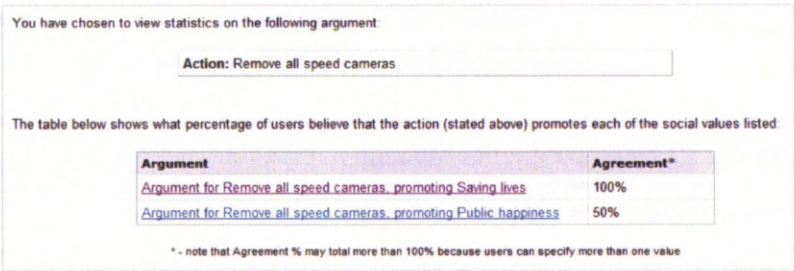 You have chosen to view statistics on the following argument:
Action: Remove all speed cameras
The table below shows what percentage of users believe that the action (stated above) promotes each of the social values listed:
Argument Agreement*
Argument for Remove all speed cameras, promoting Saving lives 100%
Argument for Remove all speed cameras, promoting Public happiness 50%
* - note that Agreement % may total more than 100% because users can specify more than one value